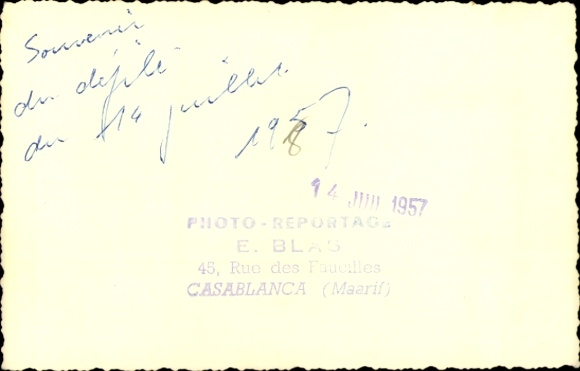 Souvenir
du défilé
du 14 juillet
1957.
14 JUIL 1957
PHOTO-REPORTAGE
E. BLAS
45, Rue des Faucilles
CASABLANCA (Maarif)